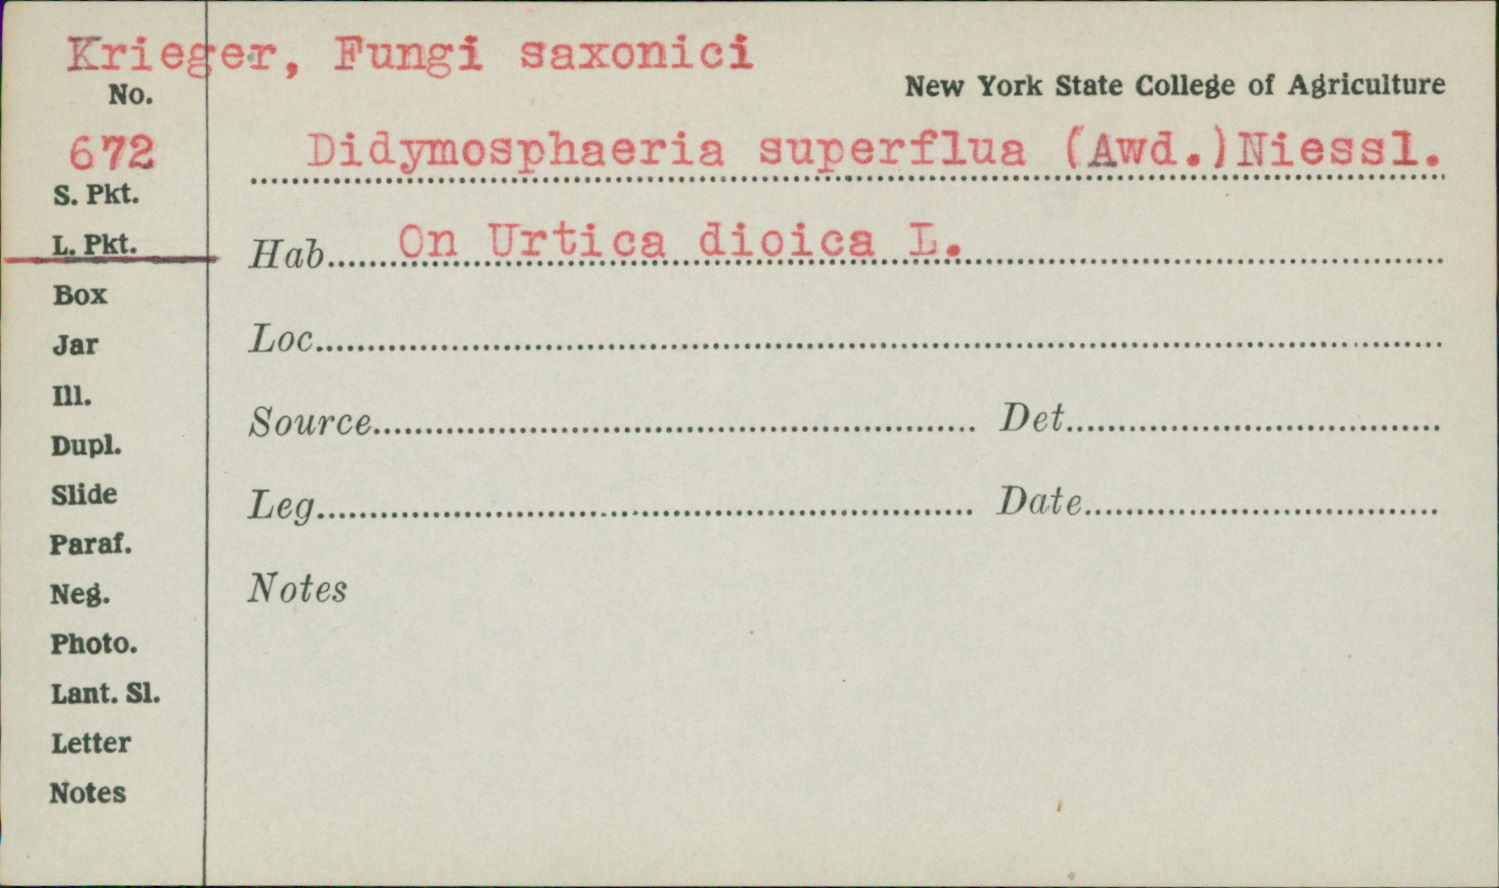 Krieger, Fungi saxonici
No.
New York State College of Agriculture
672
Didymosphaeria superflua (Awd.)Niessl.
S. Pkt.
L. Pkt.
Hab. On Urtica dioica L.
Box
Jar
Loc.
Ill.
Source
Det.
Dupl.
Slide
Leg.
Date
Paraf.
Neg.
Notes
Photo.
Lant. Sl.
Letter
Notes